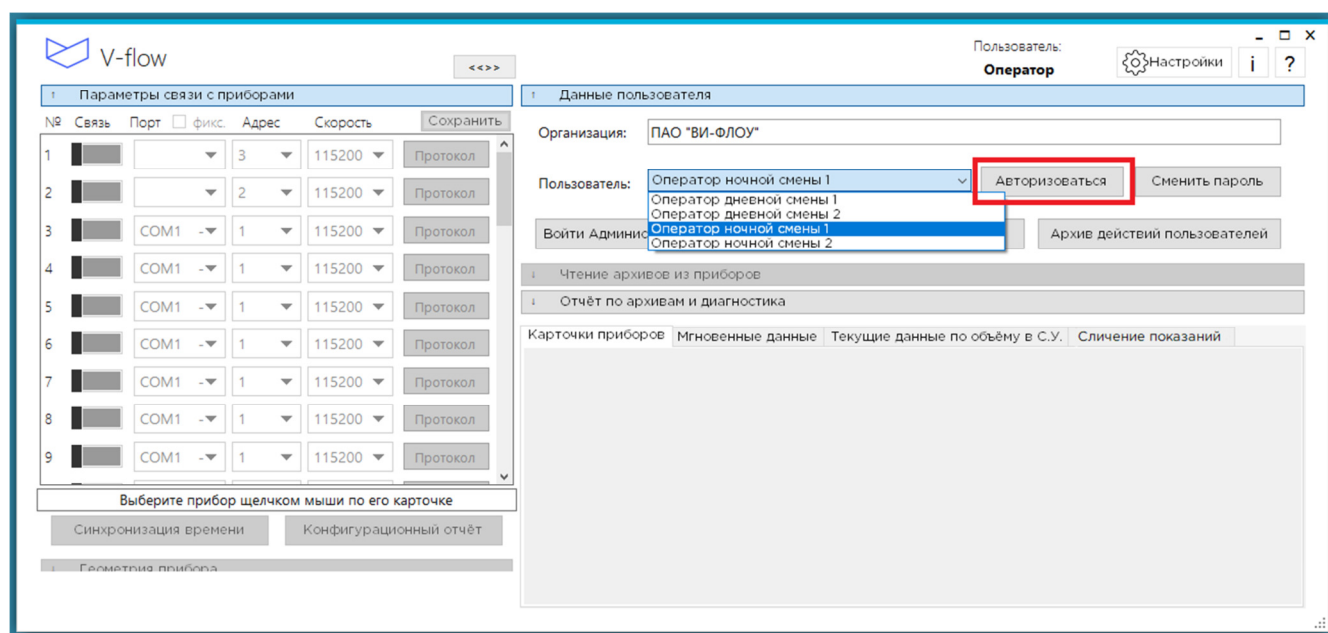 V-flow
<<>>
Пользователь:
Оператор
Настройки
i
?
Параметры связи с приборами
№ Связь Порт фикс. Адрес Скорость Сохранить
1 3 115200 Протокол
2 2 115200 Протокол
3 COM1 - 1 115200 Протокол
4 COM1 - 1 115200 Протокол
5 COM1 - 1 115200 Протокол
6 COM1 - 1 115200 Протокол
7 COM1 - 1 115200 Протокол
8 COM1 - 1 115200 Протокол
9 COM1 - 1 115200 Протокол
Выберите прибор щелчком мыши по его карточке
Синхронизация времени Конфигурационный отчёт
Геометрия прибора
Данные пользователя
Организация: ПАО "ВИ-ФЛОУ"
Пользователь: Оператор ночной смены 1 Авторизоваться Сменить пароль
Оператор дневной смены 1
Оператор дневной смены 2
Оператор ночной смены 1
Оператор ночной смены 2
Войти Архив действий пользователей
Чтение архивов из приборов
Отчёт по архивам и диагностика
Карточки приборов Мгновенные данные Текущие данные по объёму в С.У. Сличение показаний